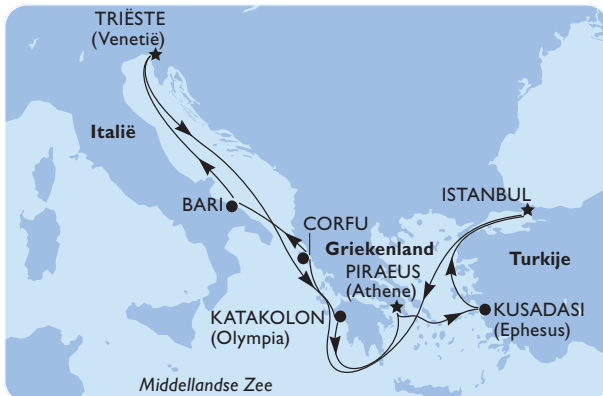 TRIËSTE
(Venetië)
Italië
ISTANBUL
BARI
CORFU
Griekenland
Turkije
PIRAEUS
(Athene)
KATAKOLON
(Olympia)
KUSADASI
(Ephesus)
Middellandse Zee